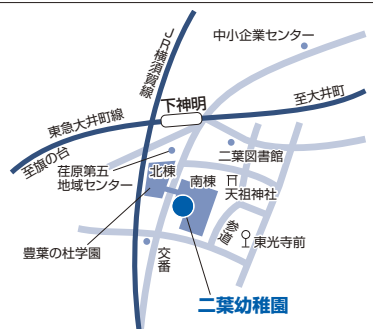 JR横須賀線
中小企業センター
下神明
至大井町
東急大井町線
至旗の台
二葉図書館
荏原第五
地域センター
北棟
南棟
天祖神社
参道
東光寺前
豊葉の杜学園
交番
二葉幼稚園